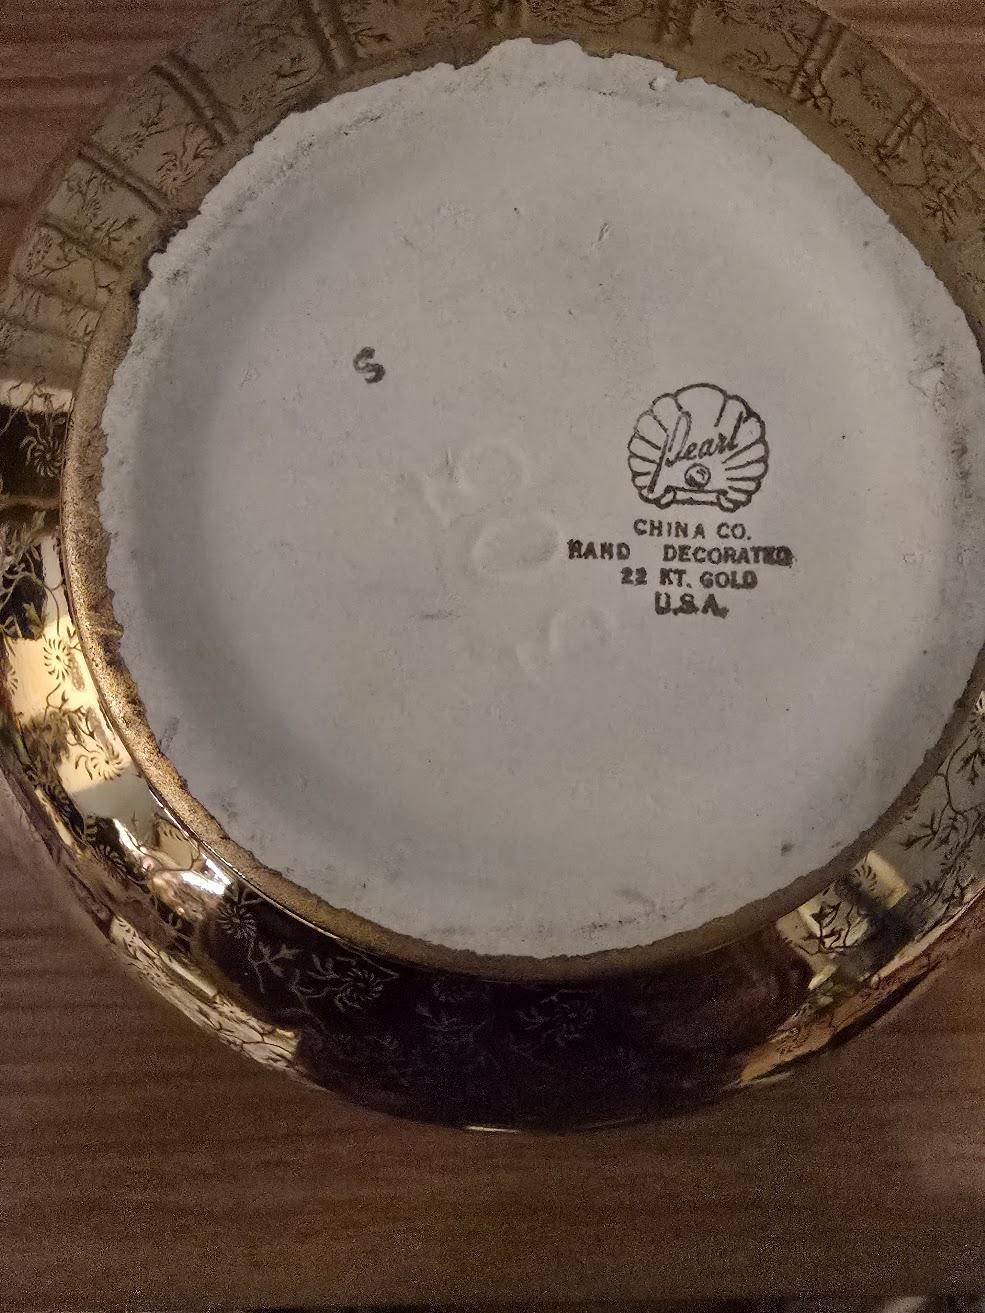 S
Pearl
CHINA CO.
HAND DECORATED
22 KT. GOLD
U.S.A.